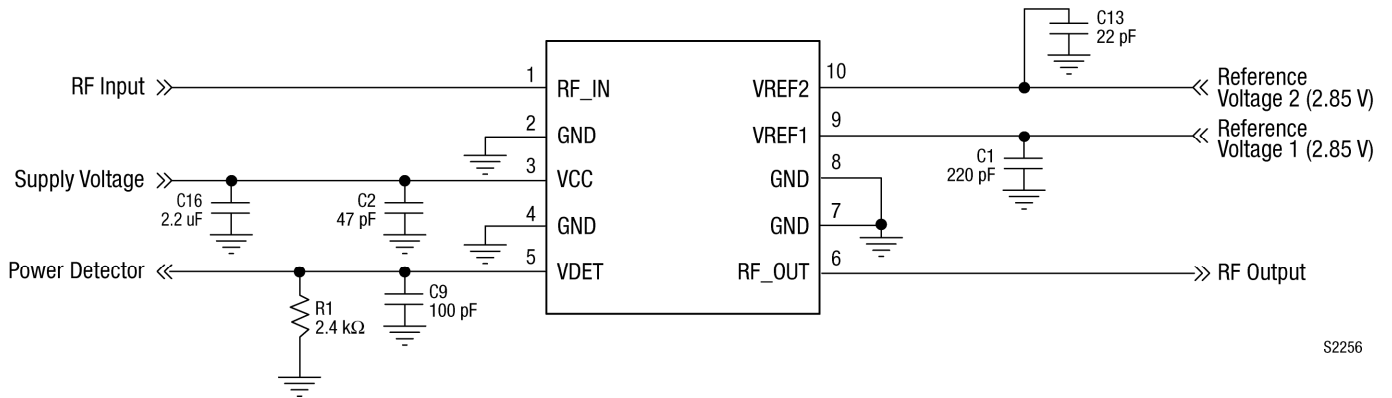 C13
22 pF
RF Input
1
RF_IN
VREF2
10
Reference
Voltage 2 (2.85 V)
2
GND
VREF1
9
Reference
Voltage 1 (2.85 V)
C1
220 pF
Supply Voltage
3
VCC
GND
8
C16
2.2 uF
C2
47 pF
4
GND
GND
7
Power Detector
5
VDET
RF_OUT
6
RF Output
R1
2.4 kΩ
C9
100 pF
S2256